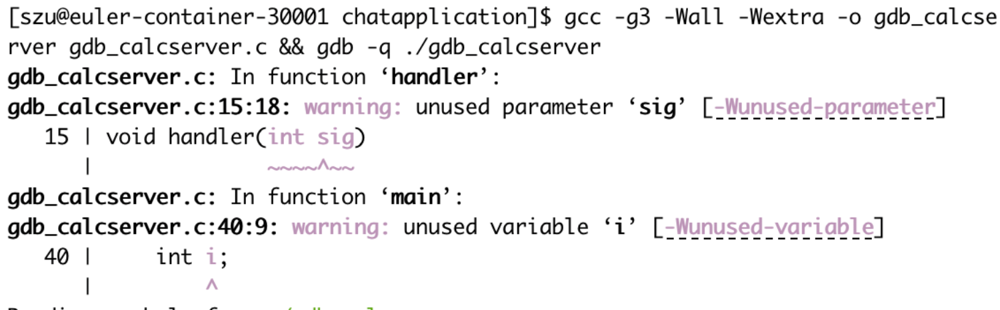 [szu@euler-container-30001 chatapplication]$ gcc -g3 -Wall -Wextra -o gdb_calcse
rver gdb_calcserver.c && gdb -q ./gdb_calcserver
gdb_calcserver.c: In function ‘handler’:
gdb_calcserver.c:15:18: warning: unused parameter ‘sig’ [-Wunused-parameter]
   15 | void handler(int sig)
      |              ~~~~^~~
gdb_calcserver.c: In function ‘main’:
gdb_calcserver.c:40:9: warning: unused variable ‘i’ [-Wunused-variable]
   40 |     int i;
      |         ^